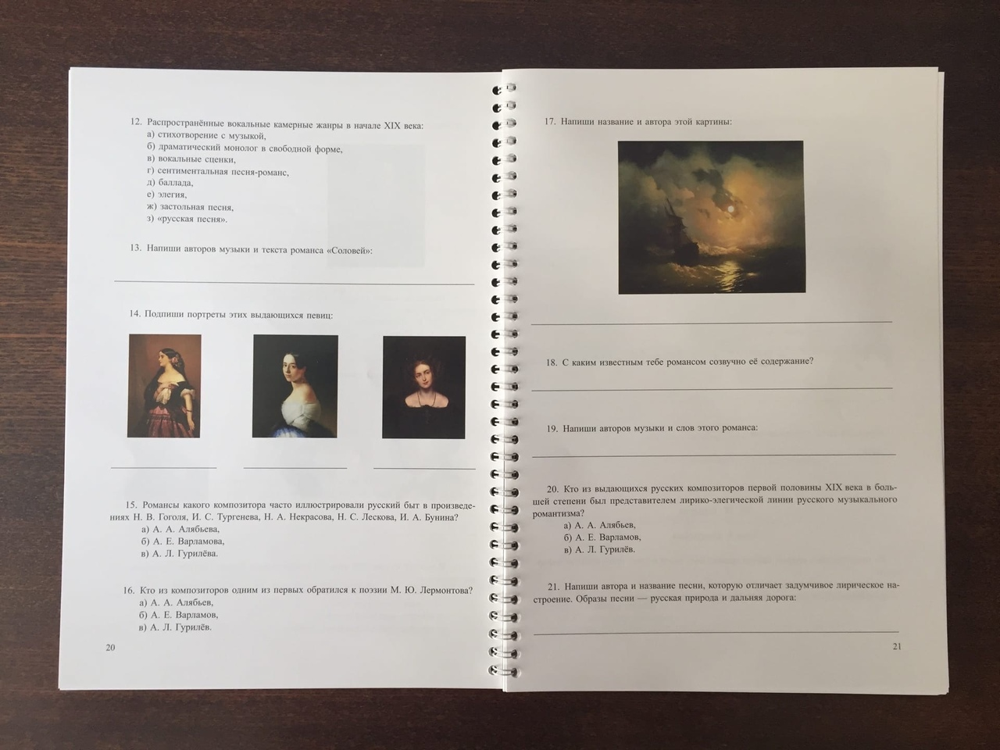 12. Распространённые вокальные камерные жанры в начале XIX века:
а) стихотворение с музыкой,
б) драматический монолог в свободной форме,
в) вокальные сценки,
г) сентиментальная песня-романс,
д) баллада,
е) элегия,
ж) застольная песня,
з) «русская песня».
13. Напиши авторов музыки и текста романса «Соловей»:
14. Подпиши портреты этих выдающихся певиц:
15. Романсы какого композитора часто иллюстрировали русский быт в произведе-
ниях Н. В. Гоголя, И. С. Тургенева, Н. А. Некрасова, Н. С. Лескова, И. А. Бунина?
а) А. А. Алябьева,
б) А. Е. Варламова,
в) А. Л. Гурилёва.
16. Кто из композиторов одним из первых обратился к поэзии М. Ю. Лермонтова?
а) А. А. Алябьев,
б) А. Е. Варламов,
в) А. Л. Гурилёв.
20
17. Напиши название и автора этой картины:
18. С каким известным тебе романсом созвучно её содержание?
19. Напиши авторов музыки и слов этого романса:
20. Кто из выдающихся русских композиторов первой половины XIX века в боль-
шей степени был представителем лирико-элегической линии русского музыкального
романтизма?
а) А. А. Алябьев,
б) А. Е. Варламов,
в) А. Л. Гурилёв.
21. Напиши автора и название песни, которую отличает задумчивое лирическое на-
строение. Образы песни — русская природа и дальняя дорога:
21